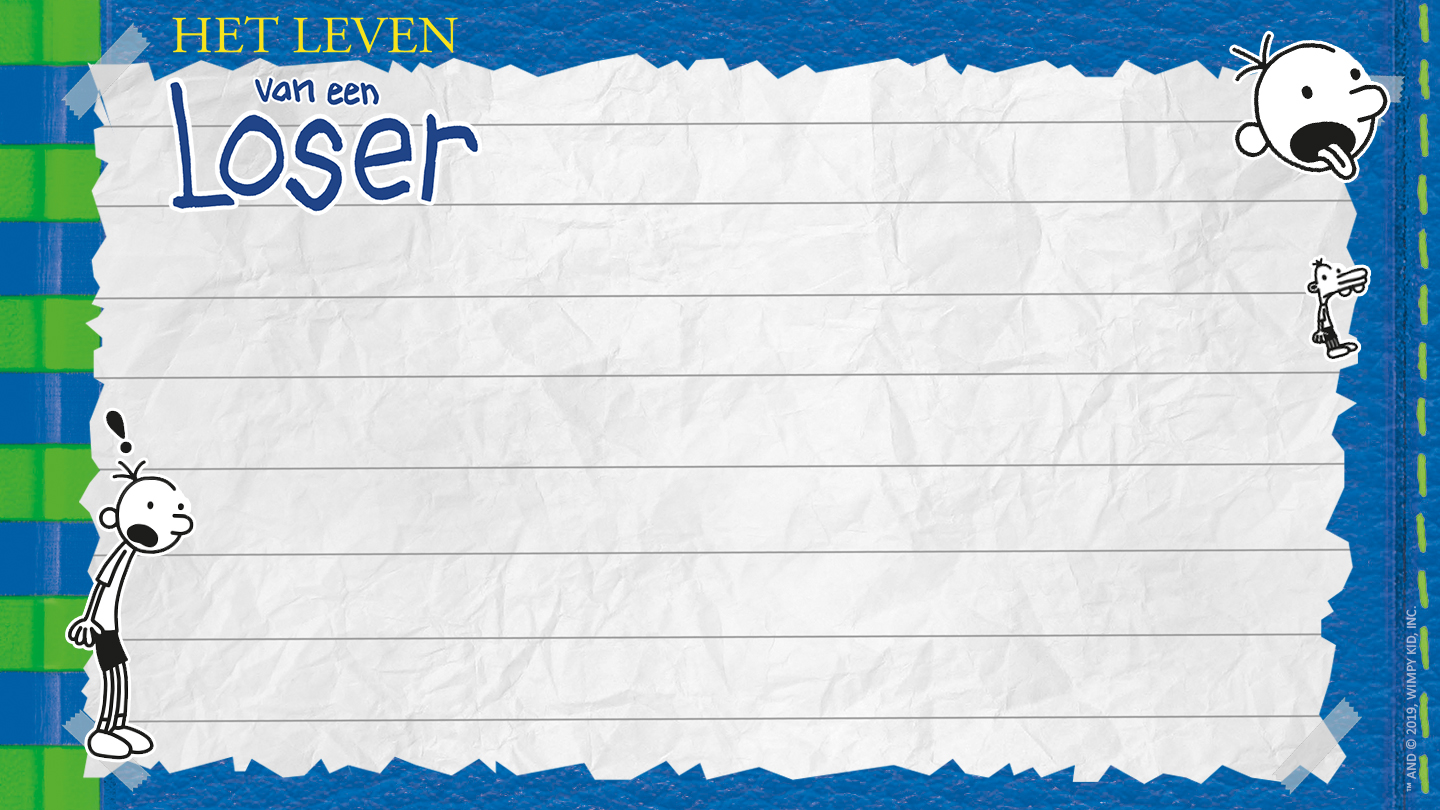 HET LEVEN
van een
Loser
!
™ AND © 2019, WIMPY KID, INC.